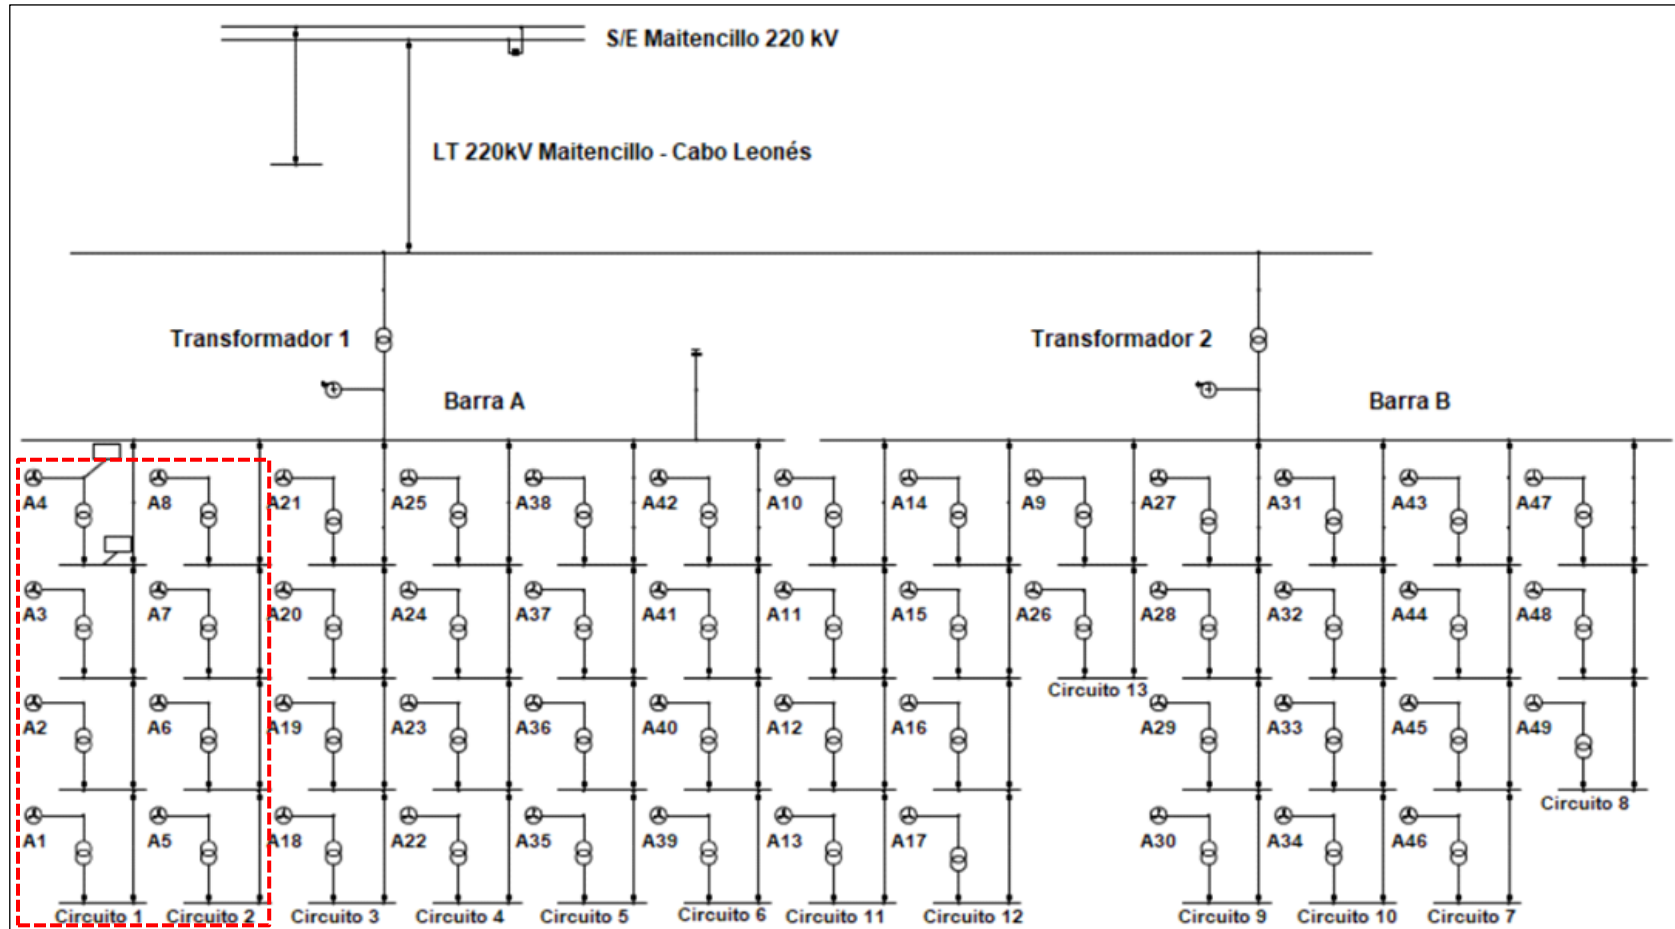 S/E Maitencillo 220 kV
LT 220kV Maitencillo - Cabo Leonés
Transformador 1
Transformador 2
Barra A
Barra B
A4 A8 A21 A25 A38 A42 A10 A14 A9 A27 A31 A43 A47
A3 A7 A20 A24 A37 A41 A11 A15 A26 A28 A32 A44 A48
Circuito 13
A2 A6 A19 A23 A36 A40 A12 A16 A29 A33 A45 A49
Circuito 8
A1 A5 A18 A22 A35 A39 A13 A17 A30 A34 A46
Circuito 1 Circuito 2 Circuito 3 Circuito 4 Circuito 5 Circuito 6 Circuito 11 Circuito 12 Circuito 9 Circuito 10 Circuito 7